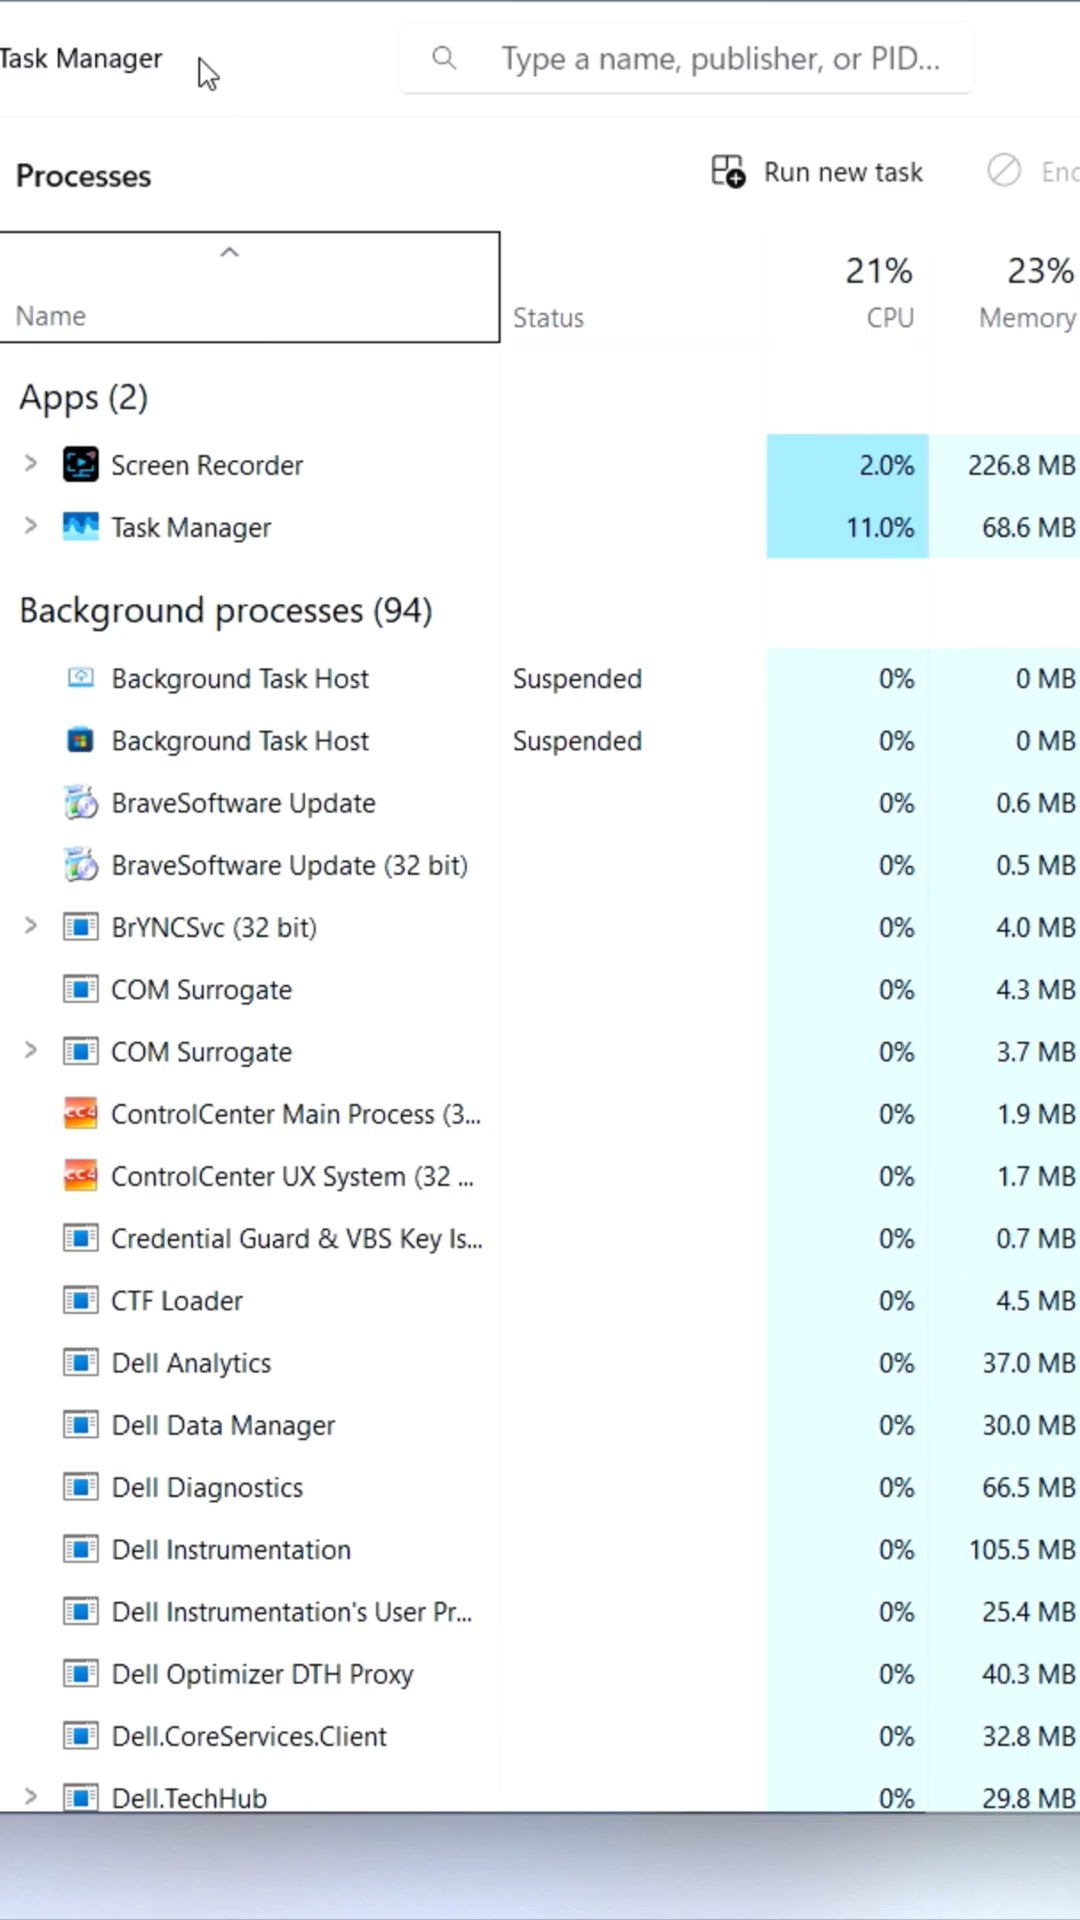 Task Manager
Type a name, publisher, or PID...
Processes
Run new task
Enc
21% 23%
Name Status CPU Memory
Apps (2)
Screen Recorder 2.0% 226.8 MB
Task Manager 11.0% 68.6 MB
Background processes (94)
Background Task Host Suspended 0% 0 MB
Background Task Host Suspended 0% 0 MB
BraveSoftware Update 0% 0.6 MB
BraveSoftware Update (32 bit) 0% 0.5 MB
BrYNCSvc (32 bit) 0% 4.0 MB
COM Surrogate 0% 4.3 MB
COM Surrogate 0% 3.7 MB
CC4 ControlCenter Main Process (3... 0% 1.9 MB
CC4 ControlCenter UX System (32 ... 0% 1.7 MB
Credential Guard & VBS Key Is... 0% 0.7 MB
CTF Loader 0% 4.5 MB
Dell Analytics 0% 37.0 MB
Dell Data Manager 0% 30.0 MB
Dell Diagnostics 0% 66.5 MB
Dell Instrumentation 0% 105.5 MB
Dell Instrumentation's User Pr... 0% 25.4 MB
Dell Optimizer DTH Proxy 0% 40.3 MB
Dell.CoreServices.Client 0% 32.8 MB
Dell.TechHub 0% 29.8 MB